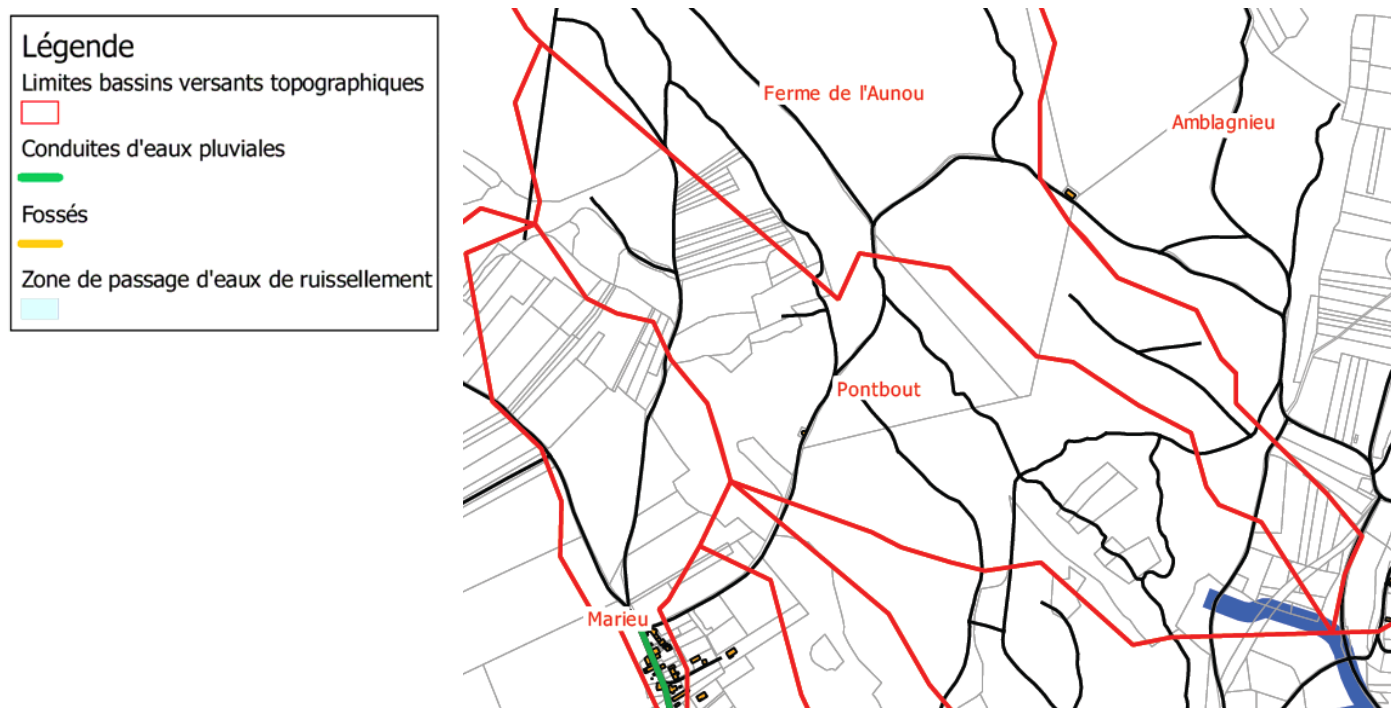 Légende
Limites bassins versants topographiques
Conduites d'eaux pluviales
Fossés
Zone de passage d'eaux de ruissellement
Ferme de l'Aunou
Amblagnieu
Pontbout
Marieu